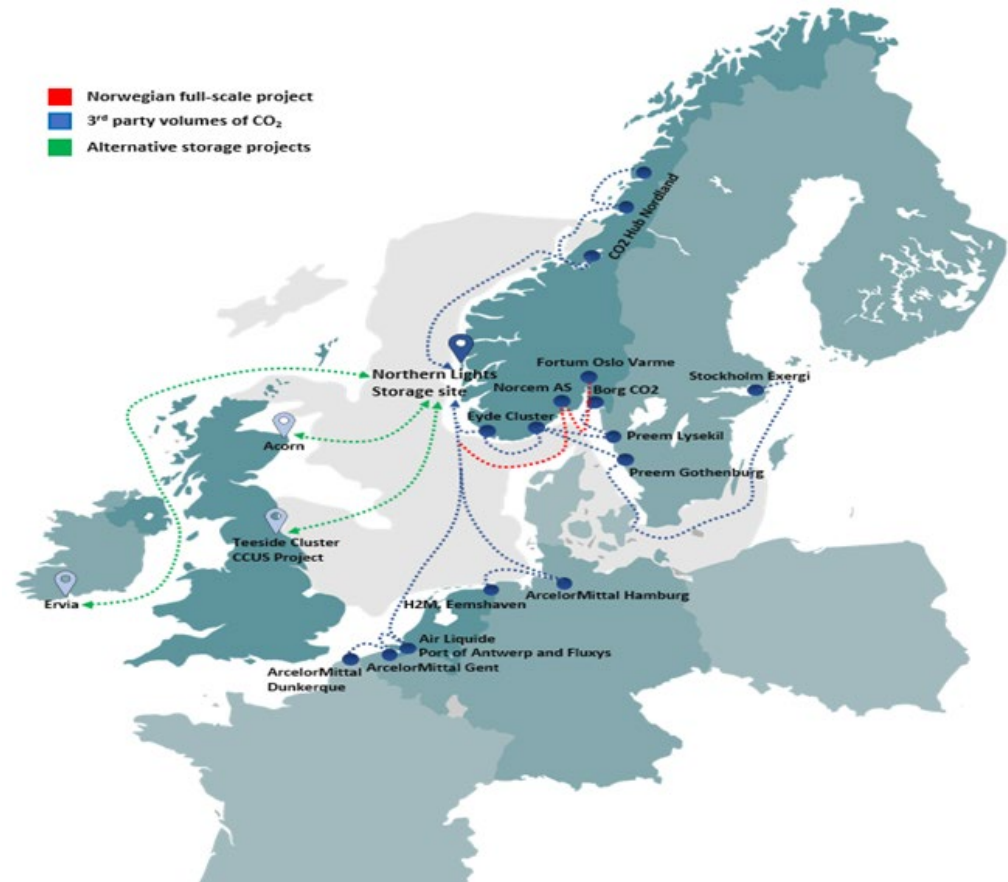 Norwegian full-scale project
3rd party volumes of CO₂
Alternative storage projects
CO2 Hub Nordland
Northern Lights
Storage site
Fortum Oslo Varme
Norcem AS
Borg CO2
Stockholm Exergi
Eyde Cluster
Preem Lysekil
Preem Gothenburg
Acorn
Teeside Cluster
CCUS Project
Ervia
H2M, Eemshaven
ArcelorMittal Hamburg
Air Liquide
Port of Antwerp and Fluxys
ArcelorMittal Gent
ArcelorMittal
Dunkerque